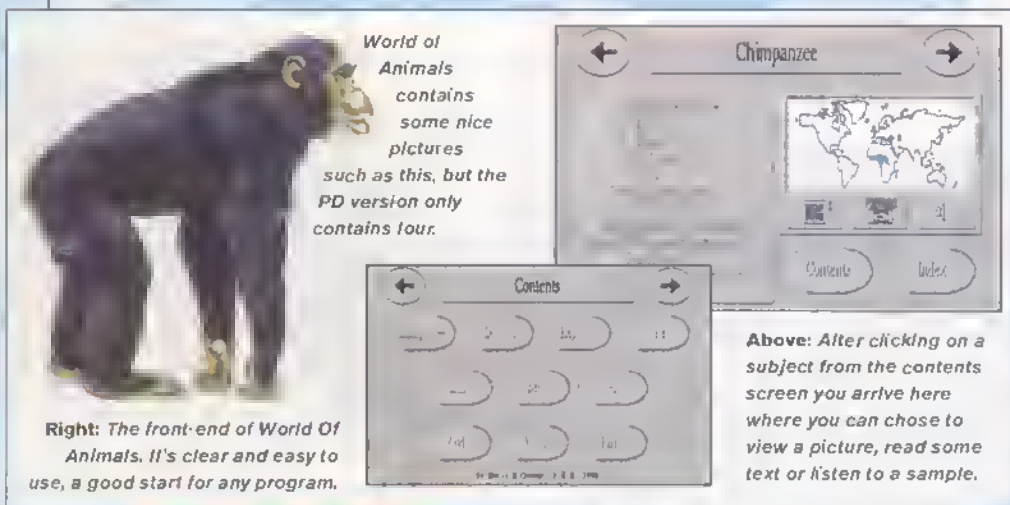 World of
Animals
contains
some nice
pictures
such as this, but the
PD version only
contains four.
Chimpanzee
Contents
Index
Contents
Above: After clicking on a
subject from the contents
screen you arrive here
where you can chose to
view a picture, read some
text or listen to a sample.
Right: The front-end of World Of
Animals. It's clear and easy to
use, a good start for any program.